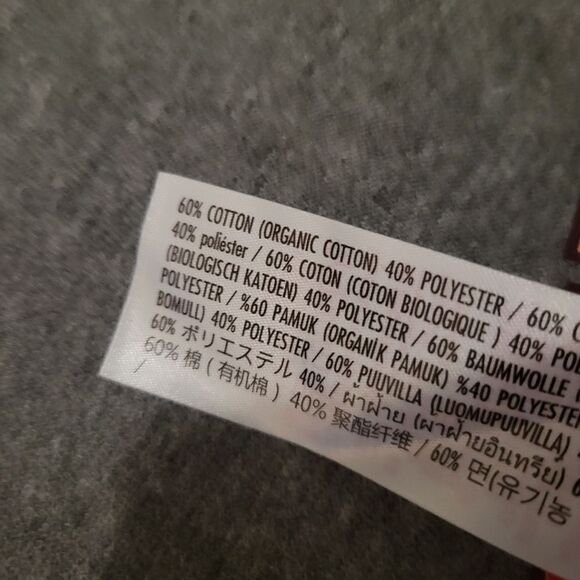 60% COTTON (ORGANIC COTTON) 40% POLYESTER / 60%
40% poliéster / 60% COTON (COTON BIOLOGIQUE ) 40%
(BIOLOGISCH KATOEN) 40% POLYESTER / 60% BAUMWOLLE
POLYESTER / %60 PAMUK (ORGANİK PAMUK) %40 POLYESTER
BOMULL) 40% POLYESTER / 60% PUUVILLA (LUOMUPUUVILLA)
60% ポリエステル 40% / ผ้าฝ้าย (ผ้าฝ้ายอินทรีย์)
60% 棉 ( 有机棉 ) 40% 聚酯纤维 / 60% 면(유기농
/